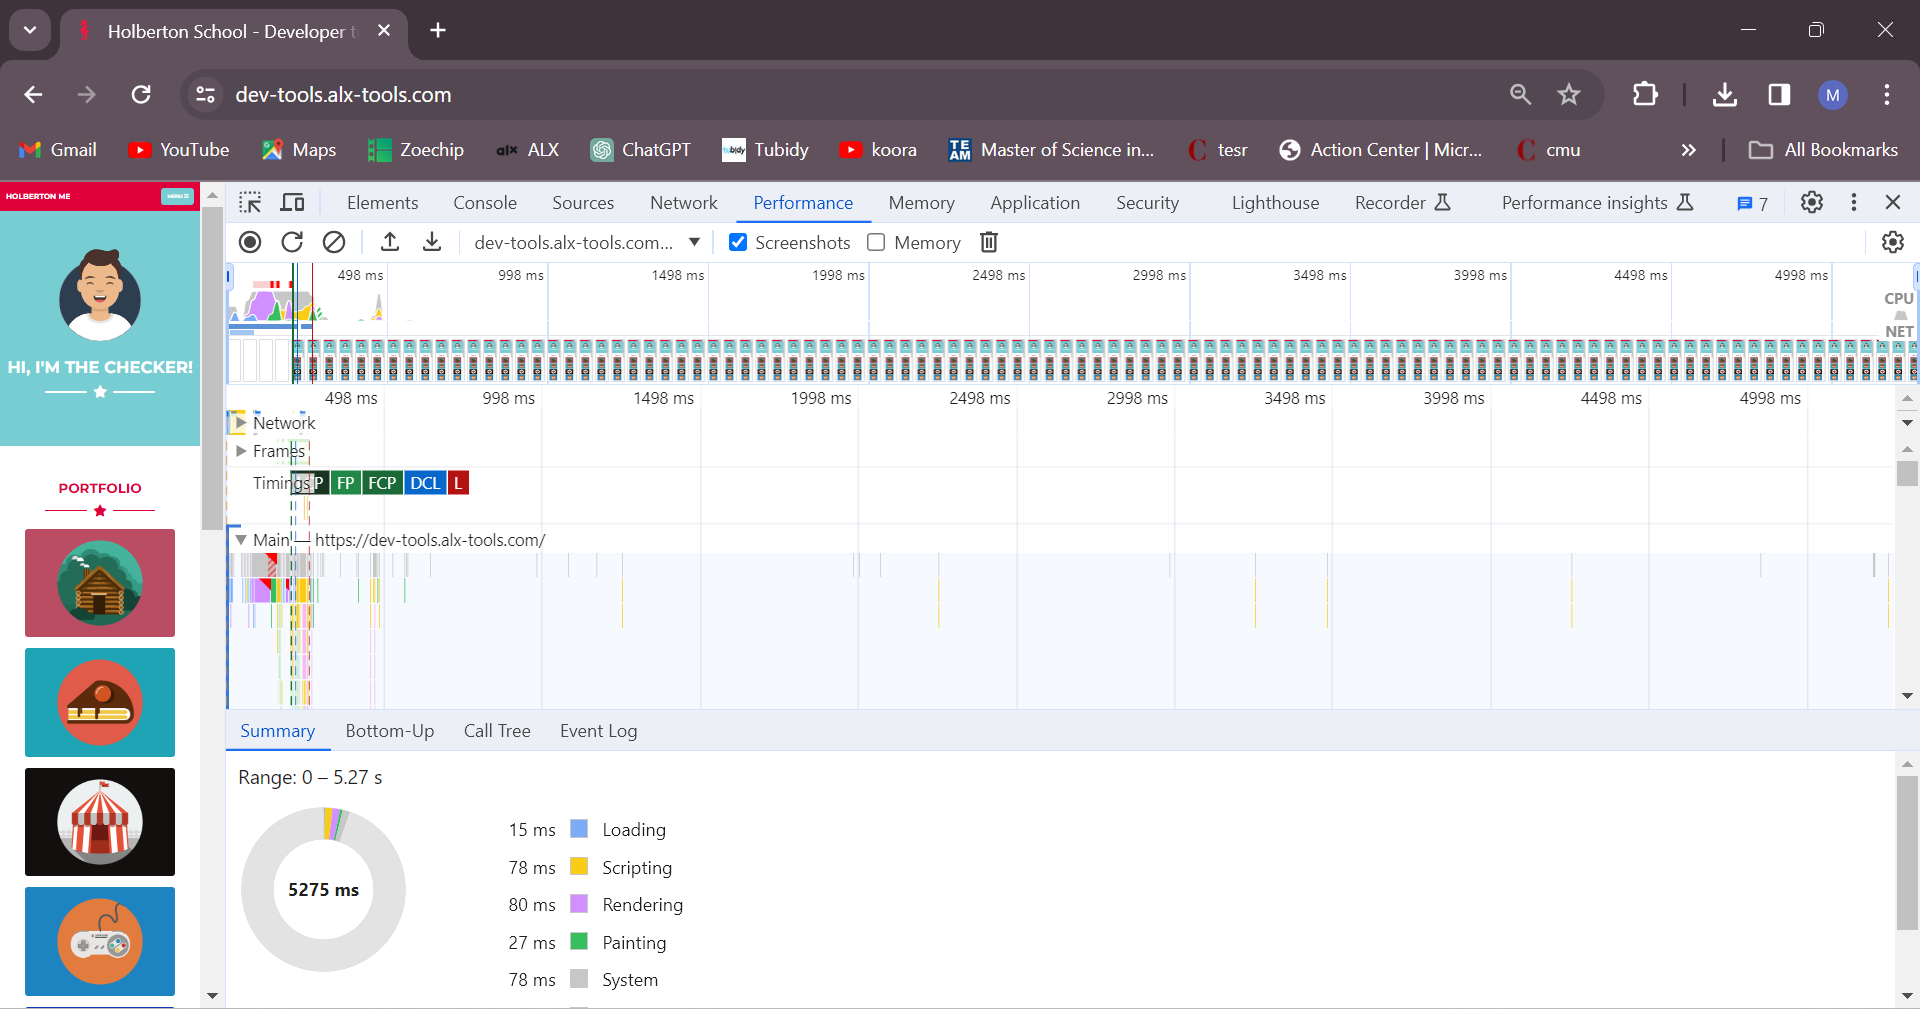 Holberton School - Developer t
dev-tools.alx-tools.com
M
Gmail
YouTube
Maps
Zoechip
alx ALX
ChatGPT
Tubidy
koora
TEAM Master of Science in...
tesr
Action Center | Micr...
cmu
All Bookmarks
HOLBERTON ME
MENU
HI, I'M THE CHECKER!
PORTFOLIO
Elements Console Sources Network Performance Memory Application Security Lighthouse Recorder Performance insights 7
dev-tools.alx-tools.com... Screenshots Memory
498 ms 998 ms 1498 ms 1998 ms 2498 ms 2998 ms 3498 ms 3998 ms 4498 ms 4998 ms
CPU
NET
498 ms 998 ms 1498 ms 1998 ms 2498 ms 2998 ms 3498 ms 3998 ms 4498 ms 4998 ms
Network
Frames
Timings P FP FCP DCL L
Main — https://dev-tools.alx-tools.com/
Summary Bottom-Up Call Tree Event Log
Range: 0 – 5.27 s
5275 ms
15 ms Loading
78 ms Scripting
80 ms Rendering
27 ms Painting
78 ms System